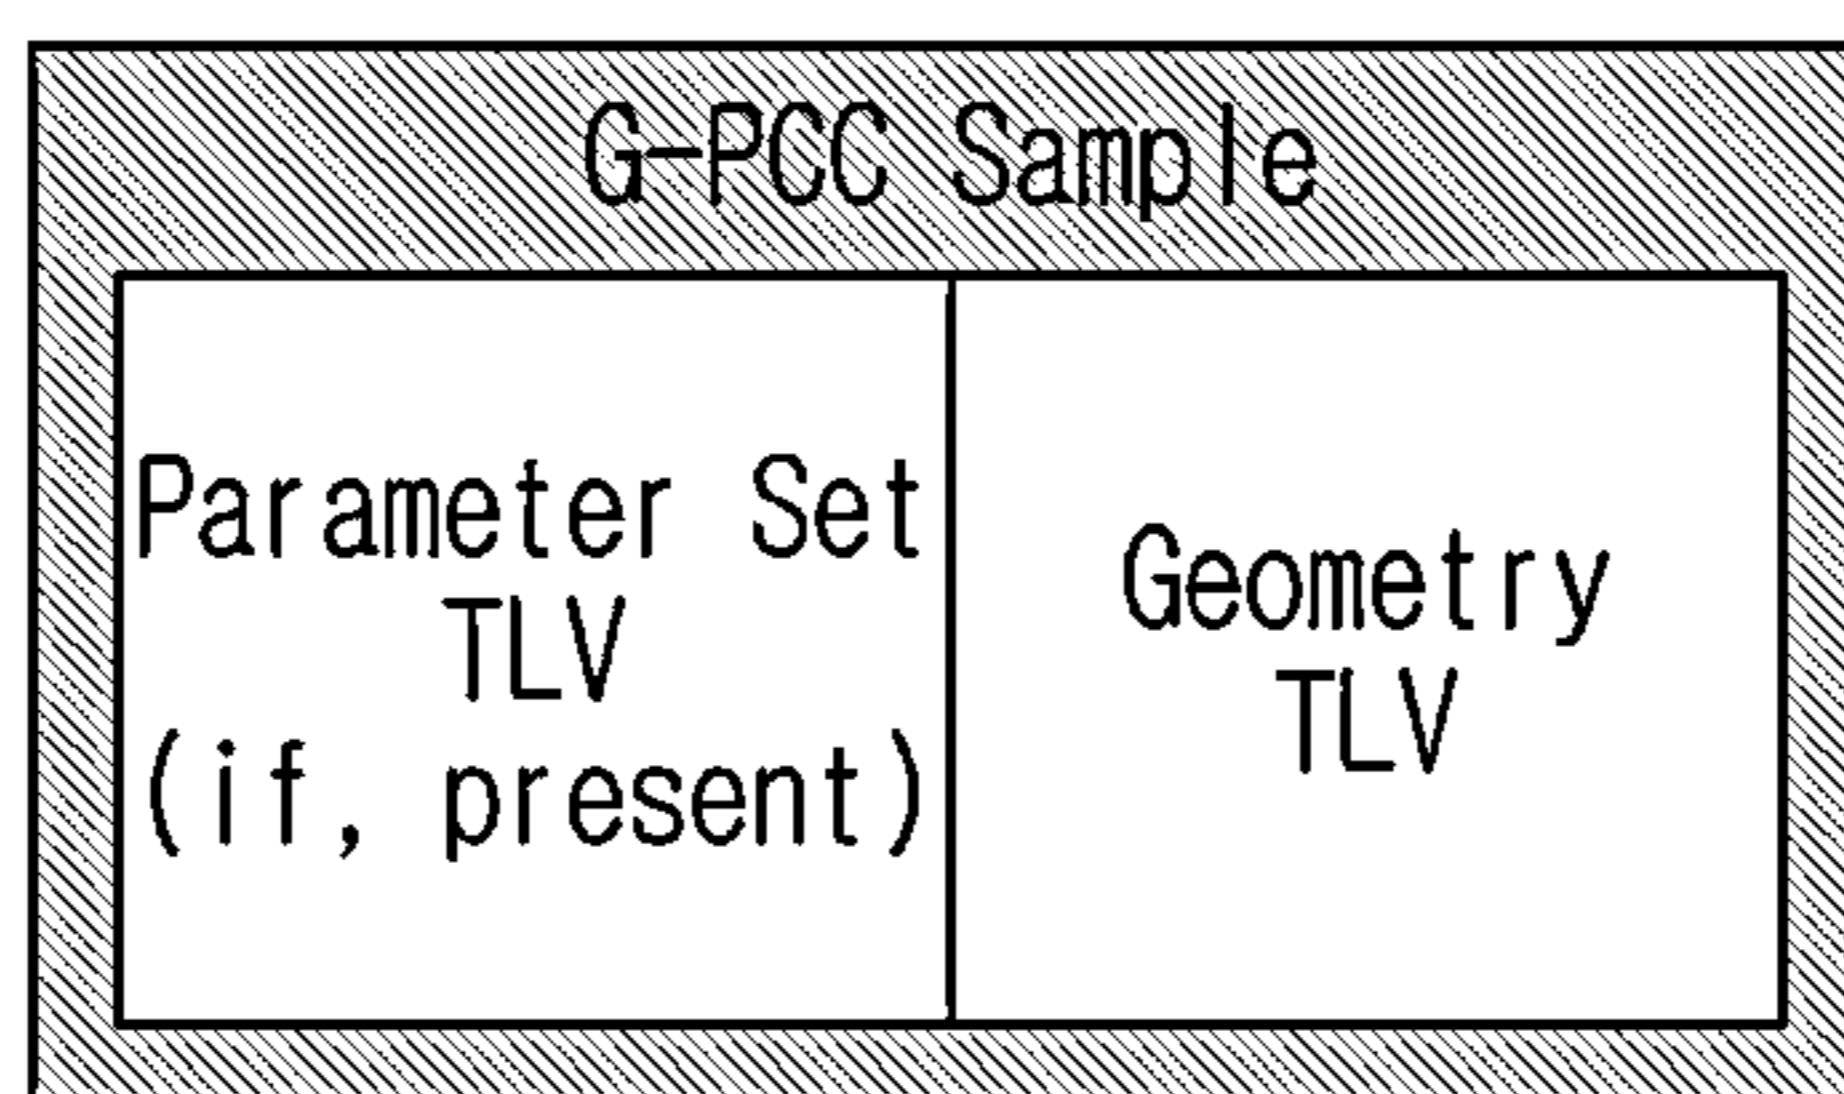 G-PCC Sample
Parameter Set
TLV
(if, present)
Geometry
TLV